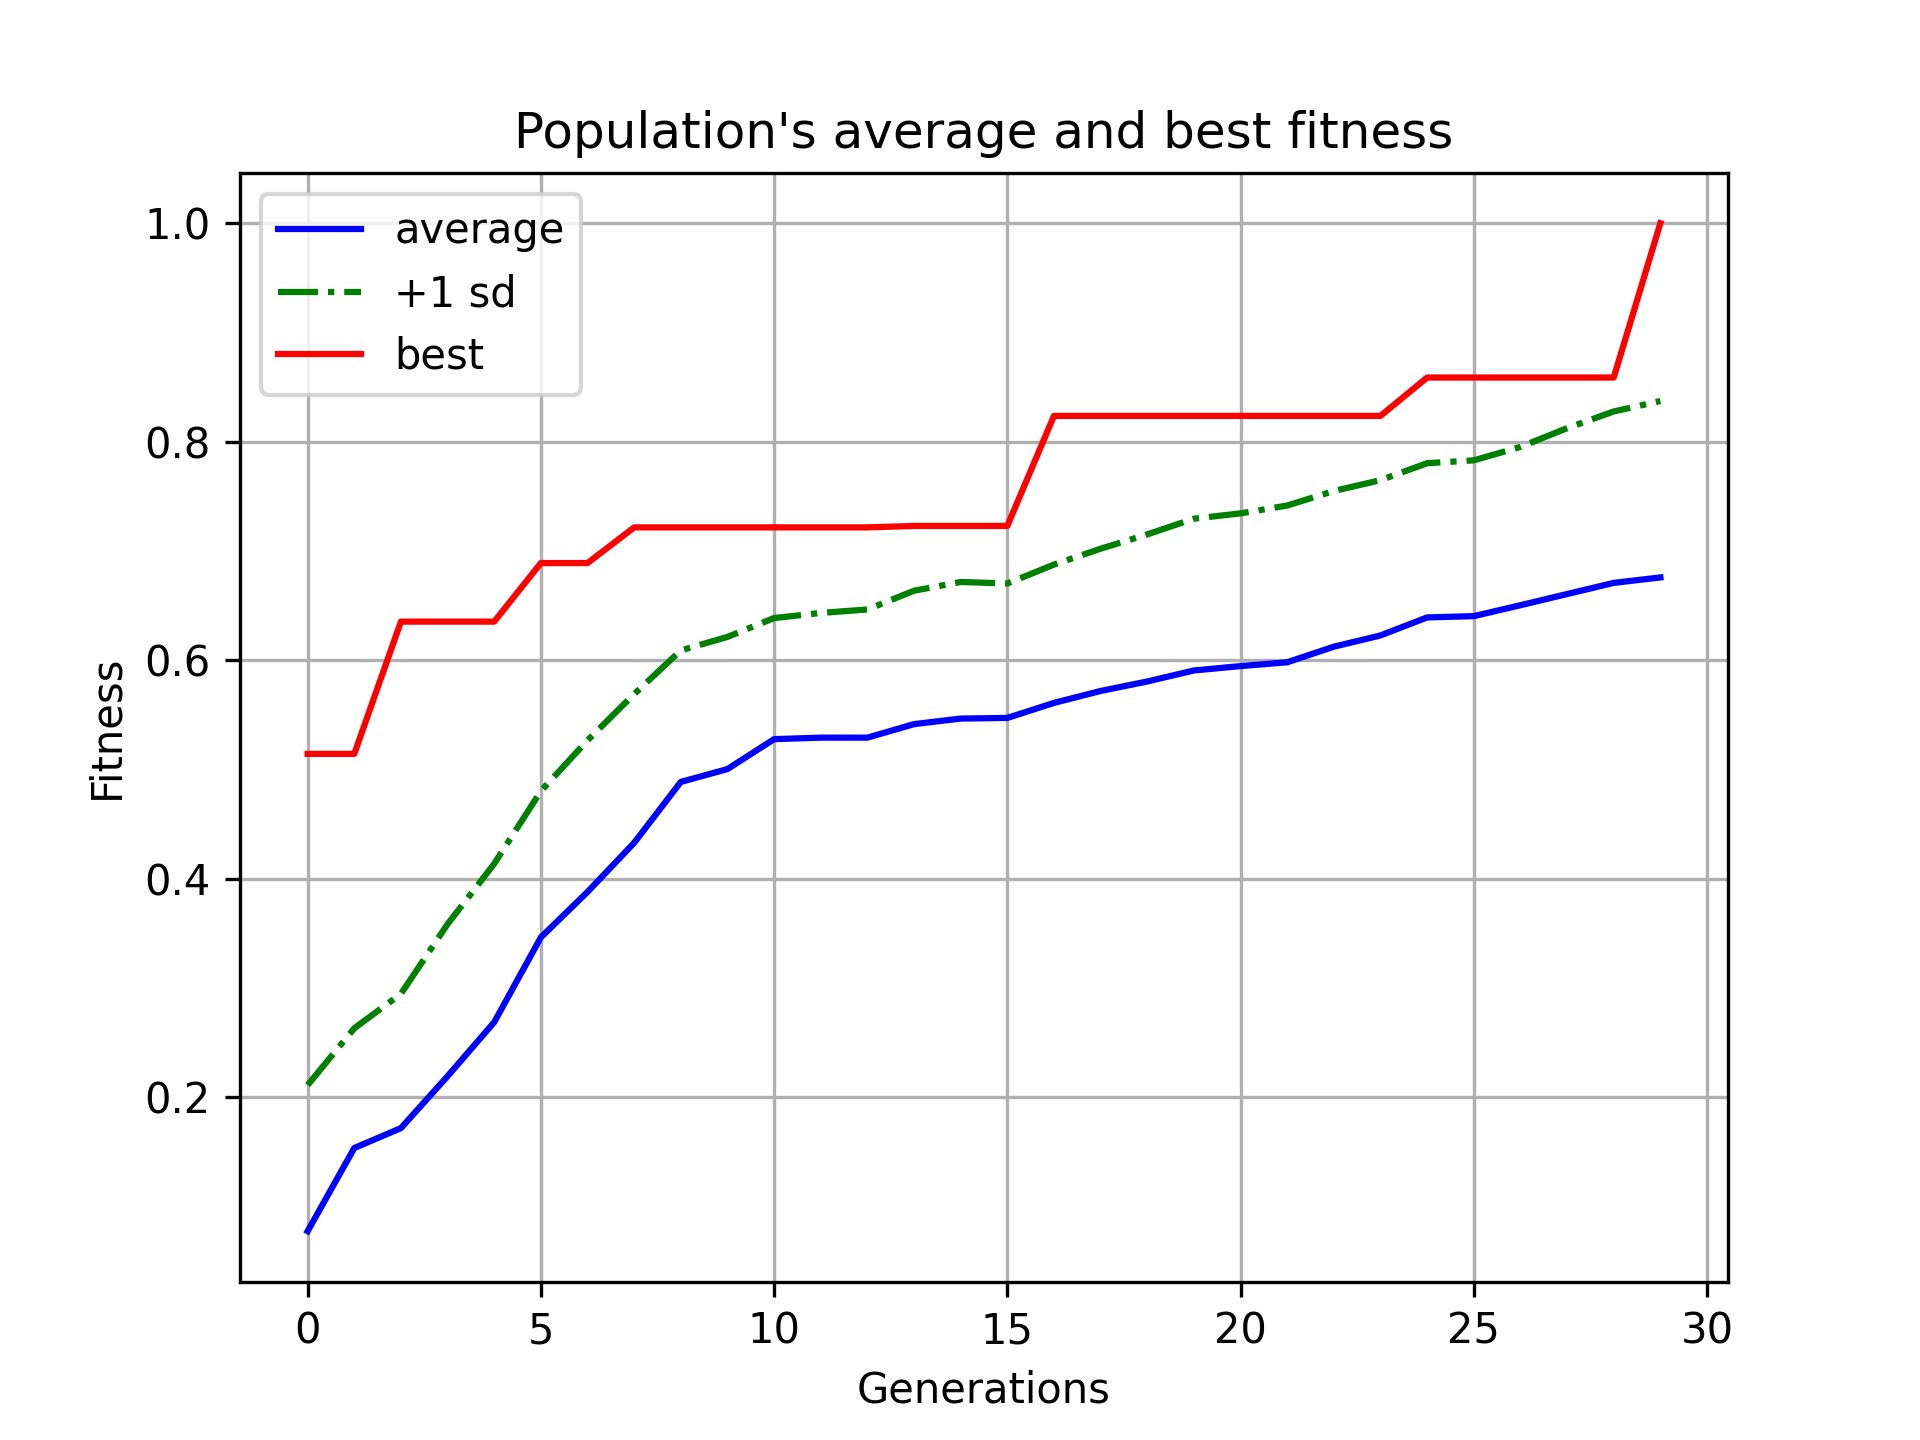 Population's average and best fitness
average
+1 sd
best
1.0
0.8
0.6
0.4
0.2
Fitness
0 5 10 15 20 25 30
Generations